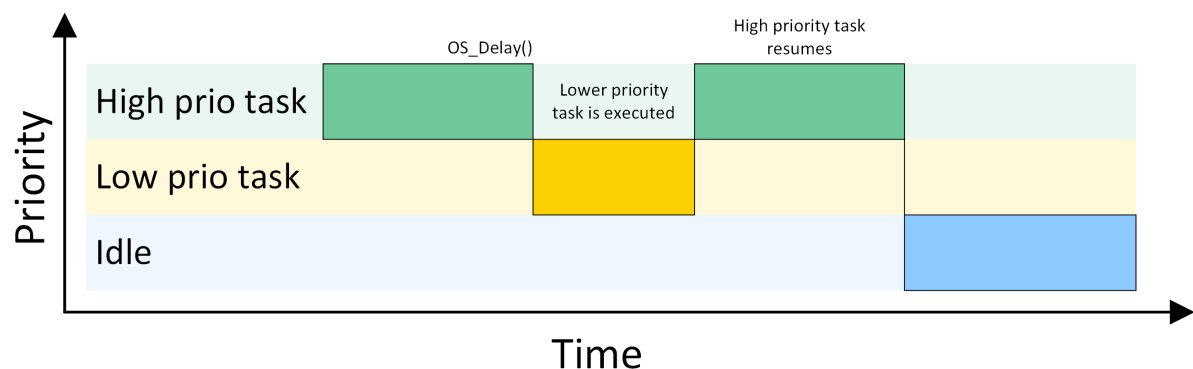 High priority task
resumes
OS_Delay()
Lower priority
task is executed
High prio task
Low prio task
Idle
Priority
Time